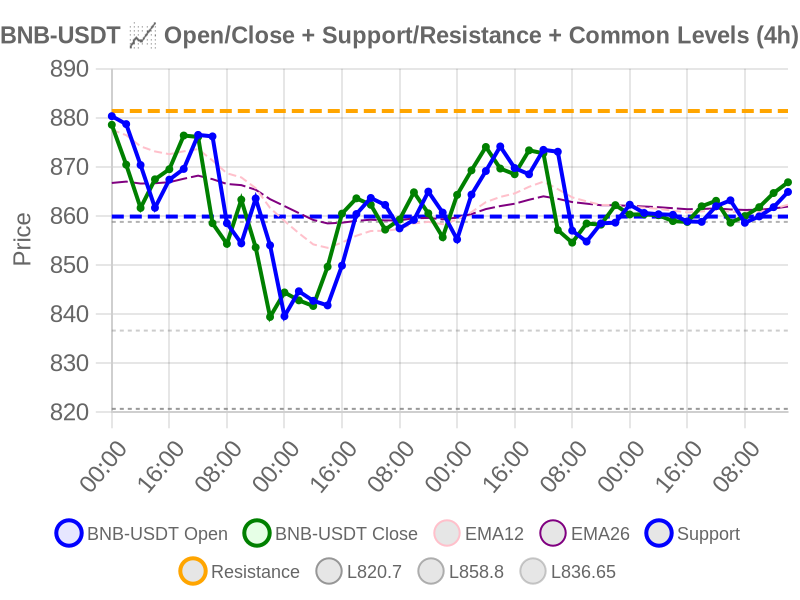 BNB-USDT 📈 Open/Close + Support/Resistance + Common Levels (4h)
890
880
870
860
850
840
830
820
Price
00:00 16:00 08:00 00:00 16:00 08:00 00:00 16:00 08:00 00:00 16:00 08:00
BNB-USDT Open BNB-USDT Close EMA12 EMA26 Support
Resistance L820.7 L858.8 L836.65